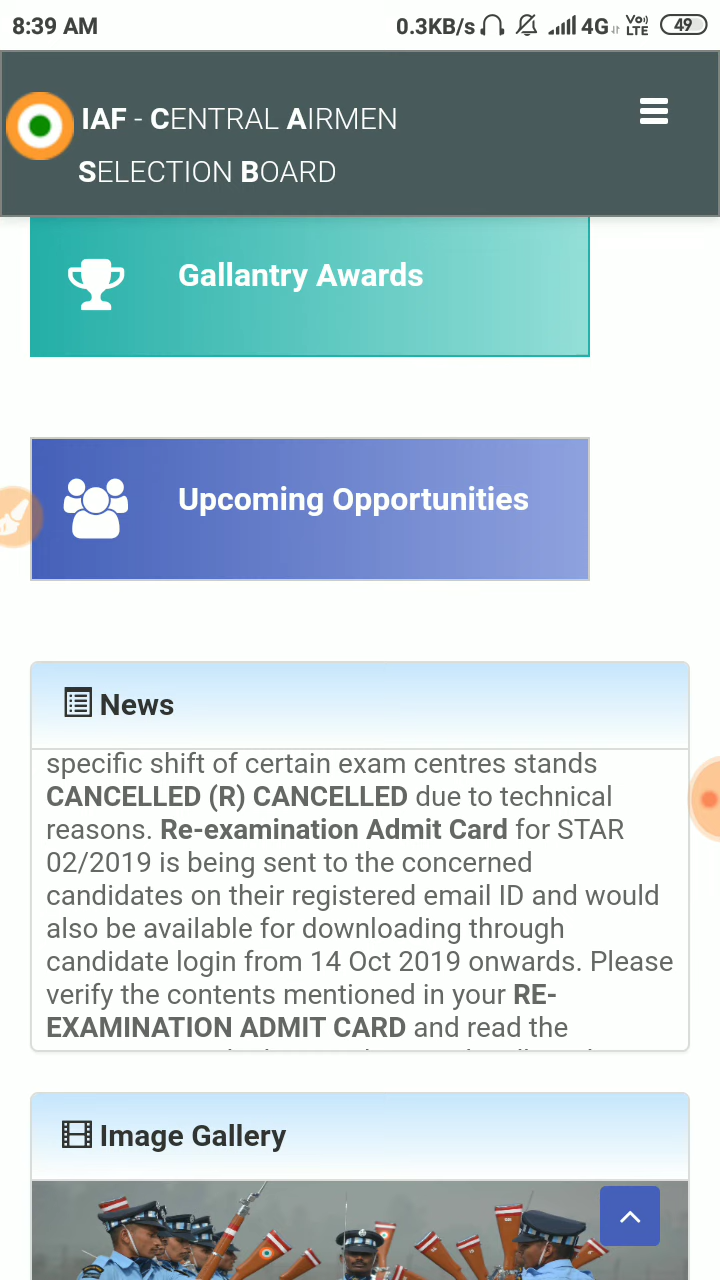 8:39 AM
0.3KB/s 4G VoLTE 49
IAF - CENTRAL AIRMEN
SELECTION BOARD
Gallantry Awards
Upcoming Opportunities
News
specific shift of certain exam centres stands
CANCELLED (R) CANCELLED due to technical
reasons. Re-examination Admit Card for STAR
02/2019 is being sent to the concerned
candidates on their registered email ID and would
also be available for downloading through
candidate login from 14 Oct 2019 onwards. Please
verify the contents mentioned in your RE-
EXAMINATION ADMIT CARD and read the
Image Gallery